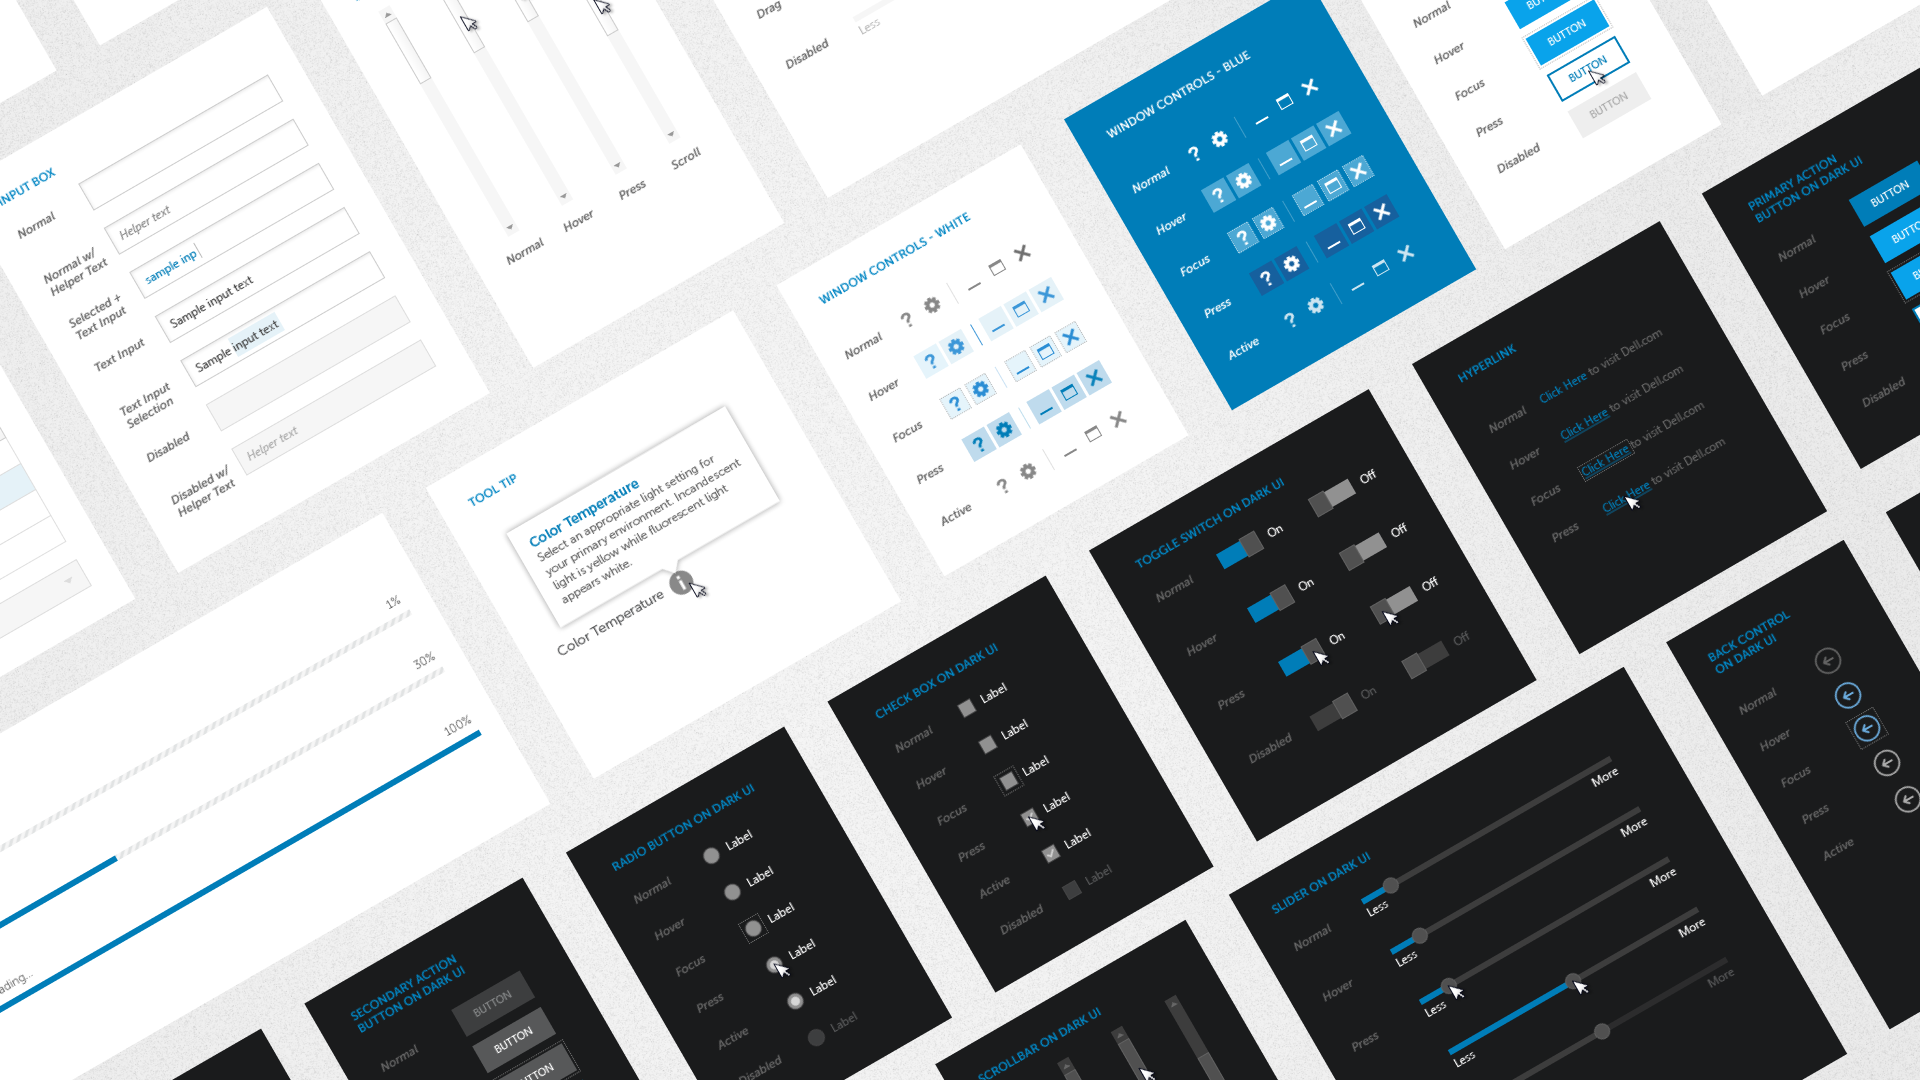 INPUT BOX
Normal
Helper text
Normal w/
Helper Text
sample inp
Selected +
Text Input
Sample input text
Text Input
Sample input text
Text Input
Selection
Disabled
Helper text
Disabled w/
Helper Text
Normal
Hover
Press
Scroll
Drag
Disabled
Less
WINDOW CONTROLS - BLUE
Normal
Hover
Focus
Press
Active
Normal
Hover
Focus
Press
Disabled
BUTTON
BUTTON
BUTTON
PRIMARY ACTION
BUTTON ON DARK UI
Normal
Hover
Focus
Press
Disabled
BUTTON
WINDOW CONTROLS - WHITE
Normal
Hover
Focus
Press
Active
HYPERLINK
Normal
Click Here to visit Dell.com
Hover
Click Here to visit Dell.com
Focus
Click Here to visit Dell.com
Press
Click Here to visit Dell.com
TOOL TIP
Color Temperature
Select an appropriate light setting for
your primary environment. Incandescent
light is yellow while fluorescent light
appears white.
Color Temperature
TOGGLE SWITCH ON DARK UI
Normal
On
Off
Hover
On
Off
Press
On
Off
Disabled
On
Off
1%
30%
100%
ading...
CHECK BOX ON DARK UI
Normal
Label
Hover
Label
Focus
Label
Press
Label
Active
Label
Disabled
Label
BACK CONTROL
ON DARK UI
Normal
Hover
Focus
Press
Active
RADIO BUTTON ON DARK UI
Normal
Label
Hover
Label
Focus
Label
Press
Label
Active
Label
Disabled
Label
SLIDER ON DARK UI
Normal
Less
More
Hover
Less
More
Press
Less
More
Less
More
More
SECONDARY ACTION
BUTTON ON DARK UI
Normal
BUTTON
BUTTON
BUTTON
SCROLLBAR ON DARK UI